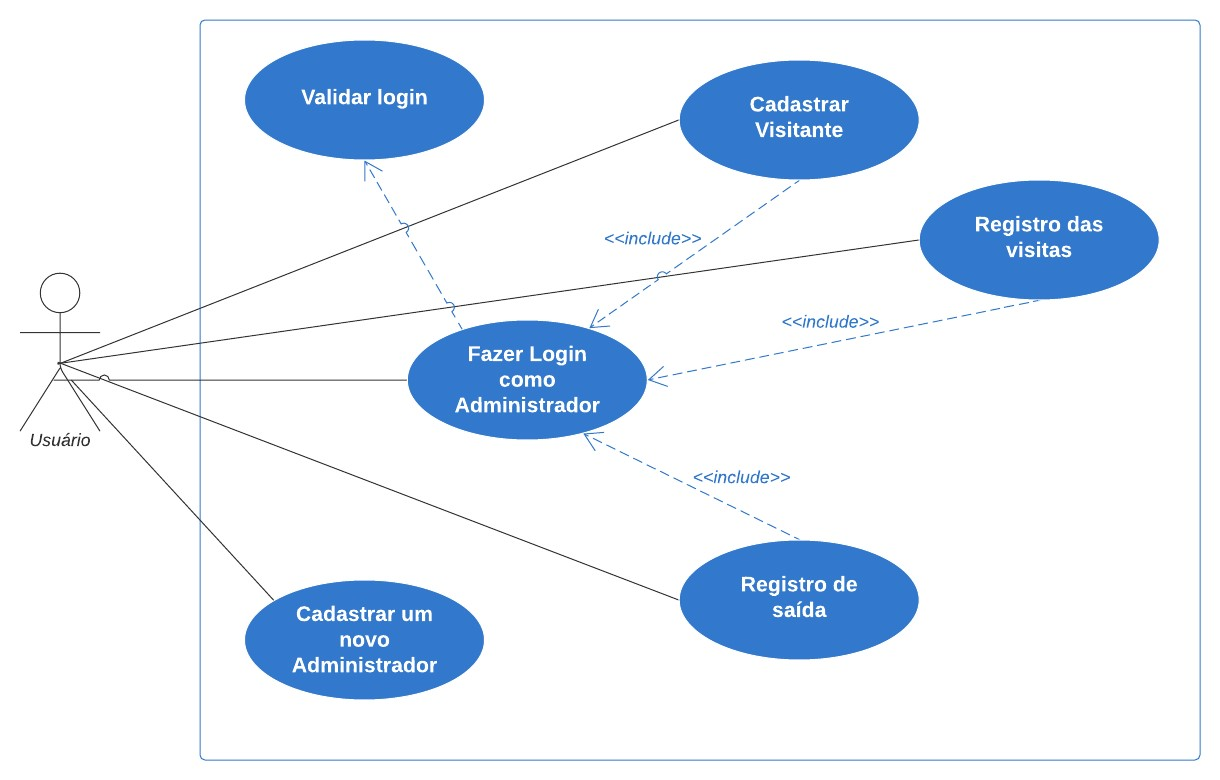 Validar login
Cadastrar
Visitante
<<include>>
Registro das
visitas
<<include>>
Fazer Login
como
Administrador
Usuário
<<include>>
Registro de
saída
Cadastrar um
novo
Administrador